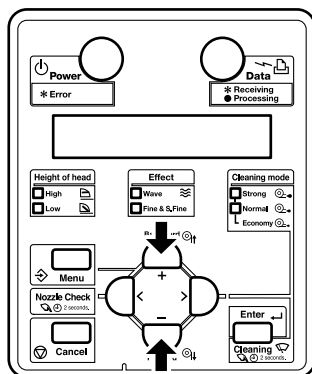 Power
Data
* Error
* Receiving
● Processing
Height of head
High
Low
Effect
Wave
Fine & S.Fine
Cleaning mode
Strong
Normal
Economy
Menu
+
< >
−
Nozzle Check
2 seconds.
Enter
Cancel
Cleaning
2 seconds.